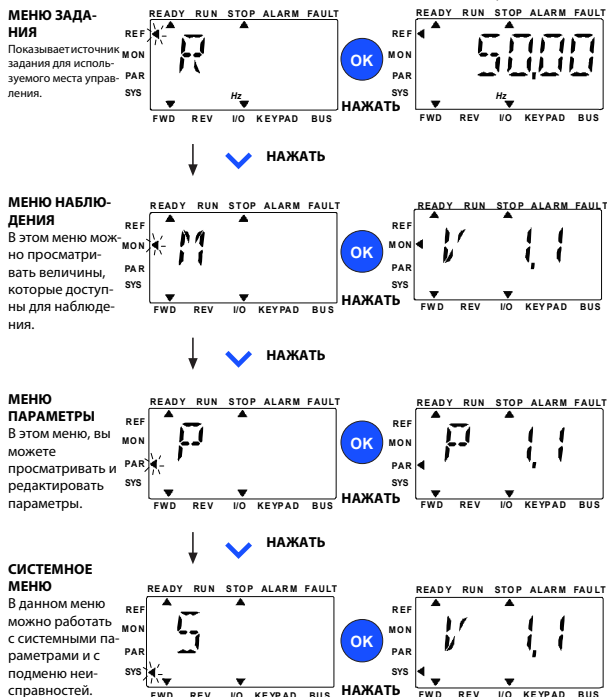 МЕНЮ ЗАДА-
НИЯ
Показывает источник
задания для исполь-
зуемого места управ-
ления.
READY RUN STOP ALARM FAULT
REF
MON
PAR
SYS
R
Hz
FWD REV I/O KEYPAD BUS
OK
НАЖАТЬ
READY RUN STOP ALARM FAULT
REF
MON
PAR
SYS
50,00
Hz
FWD REV I/O KEYPAD BUS
НАЖАТЬ
МЕНЮ НАБЛЮ-
ДЕНИЯ
В этом меню мож-
но просматри-
вать величины,
которые доступ-
ны для наблюде-
ния.
READY RUN STOP ALARM FAULT
REF
MON
PAR
SYS
M
FWD REV I/O KEYPAD BUS
OK
НАЖАТЬ
READY RUN STOP ALARM FAULT
REF
MON
PAR
SYS
V 1,1
FWD REV I/O KEYPAD BUS
НАЖАТЬ
МЕНЮ
ПАРАМЕТРЫ
В этом меню, вы
можете
просматривать и
редактировать
параметры.
READY RUN STOP ALARM FAULT
REF
MON
PAR
SYS
P
FWD REV I/O KEYPAD BUS
OK
НАЖАТЬ
READY RUN STOP ALARM FAULT
REF
MON
PAR
SYS
P 1,1
FWD REV I/O KEYPAD BUS
НАЖАТЬ
СИСТЕМНОЕ
МЕНЮ
В данном меню
можно работать
с системными па-
раметрами и с
подменю неи-
справностей.
READY RUN STOP ALARM FAULT
REF
MON
PAR
SYS
S
FWD REV I/O KEYPAD BUS
OK
НАЖАТЬ
READY RUN STOP ALARM FAULT
REF
MON
PAR
SYS
V 1,1
FWD REV I/O KEYPAD BUS